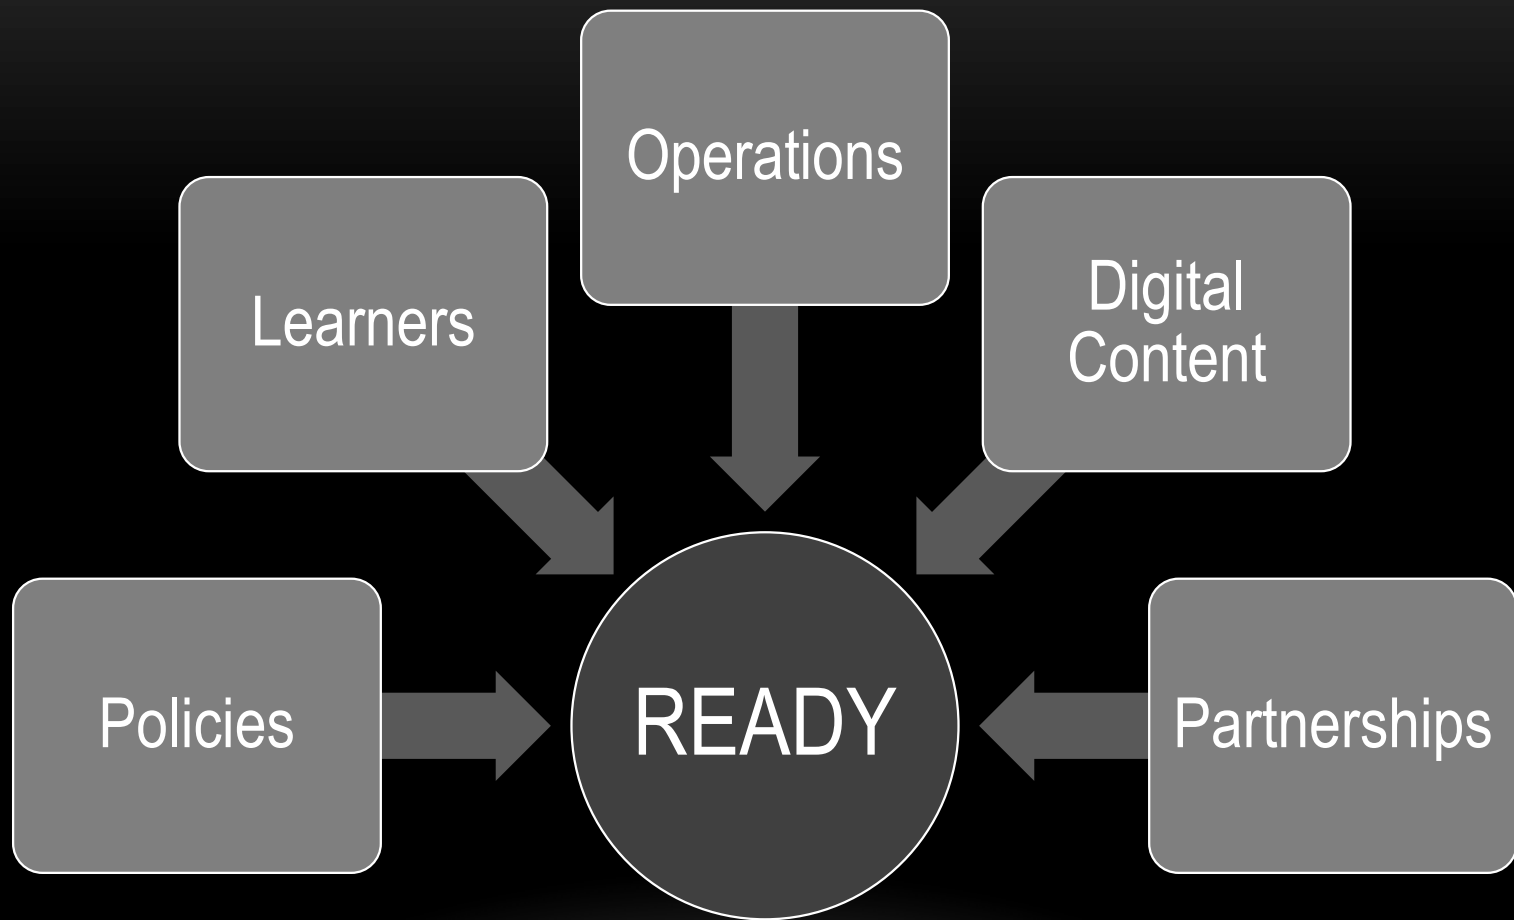 Operations
Learners
Digital
Content
Policies
READY
Partnerships